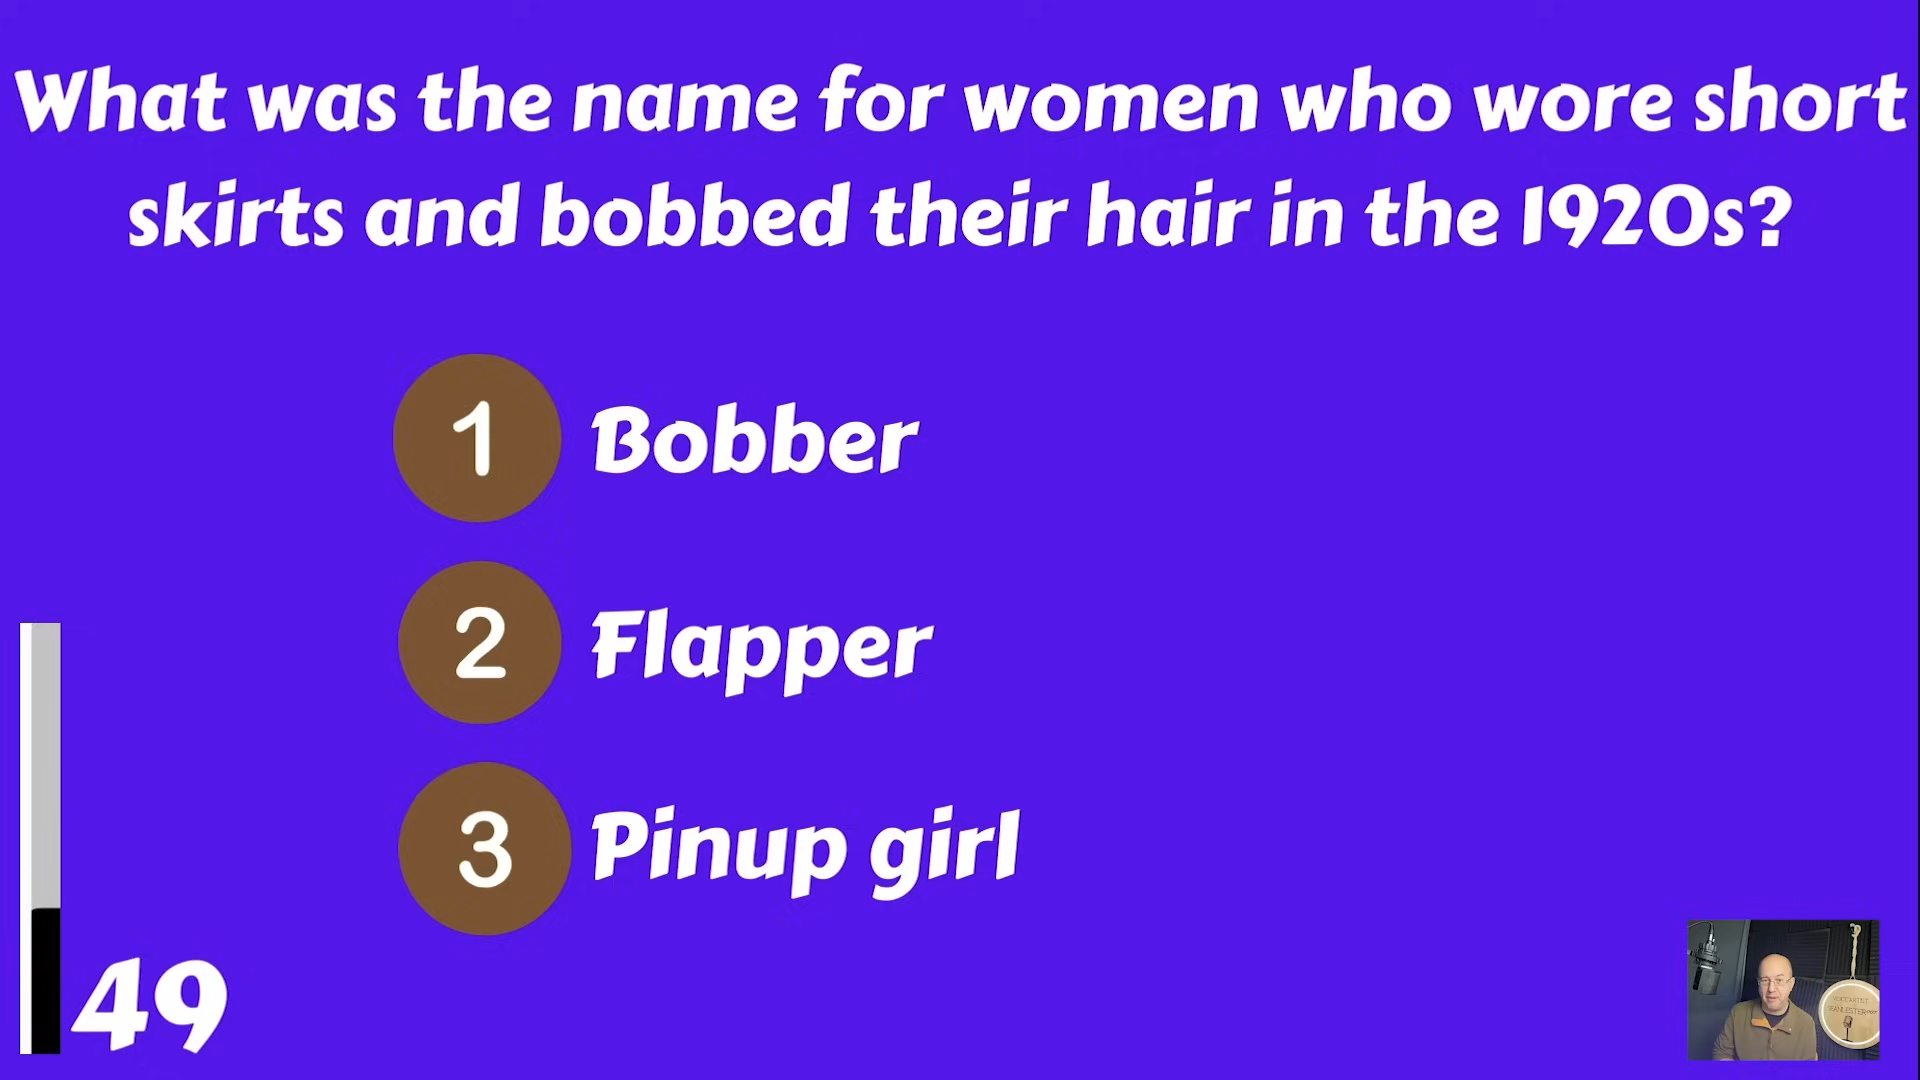 What was the name for women who wore short
skirts and bobbed their hair in the 1920s?
1 Bobber
2 Flapper
3 Pinup girl
49